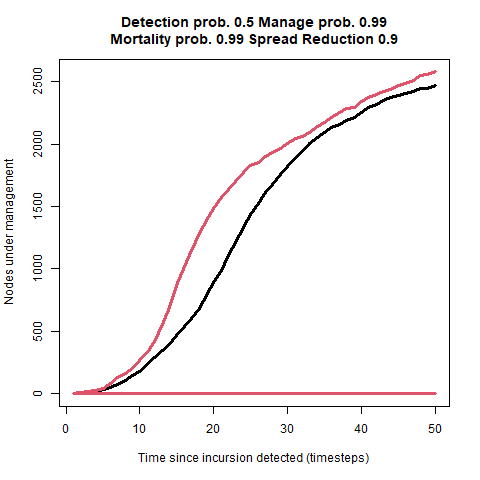 Detection prob. 0.5 Manage prob. 0.99
Mortality prob. 0.99 Spread Reduction 0.9
Nodes under management
2500
2000
1500
1000
500
0
0 10 20 30 40 50
Time since incursion detected (timesteps)